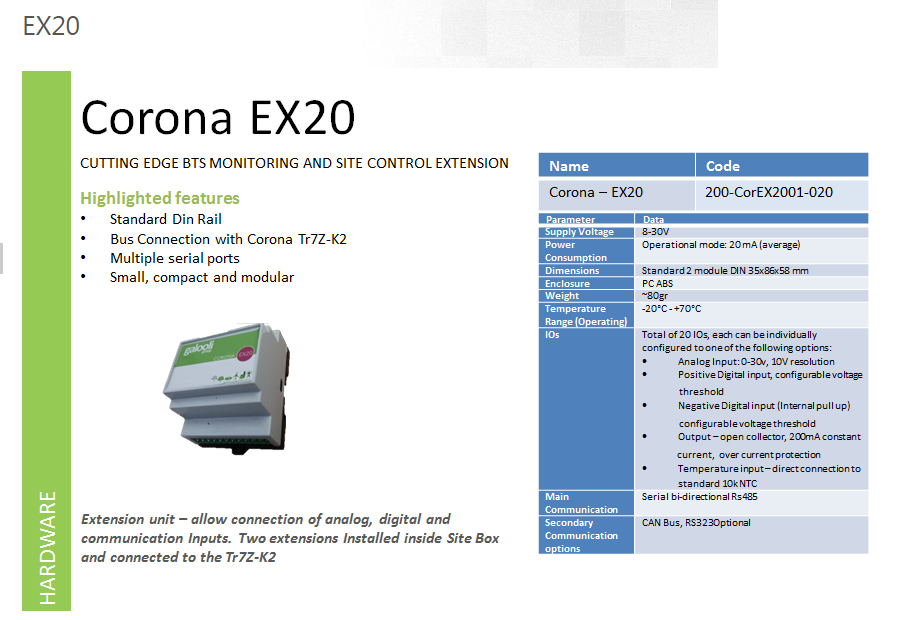 EX20
Corona EX20
CUTTING EDGE BTS MONITORING AND SITE CONTROL EXTENSION
Highlighted features
• Standard Din Rail
• Bus Connection with Corona Tr7Z-K2
• Multiple serial ports
• Small, compact and modular
galooli
CORONA EX20
Extension unit – allow connection of analog, digital and
communication Inputs. Two extensions Installed inside Site Box
and connected to the Tr7Z-K2
HARDWARE
Name Code
Corona – EX20 200-CorEX2001-020
Parameter Data
Supply Voltage 8-30V
Power Operational mode: 20mA (average)
Consumption
Dimensions Standard 2 module DIN 35x86x58 mm
Enclosure PC ABS
Weight ~80gr
Temperature -20°C - +70°C
Range (Operating)
IOs Total of 20 IOs, each can be individually
configured to one of the following options:
• Analog Input: 0-30v, 10V resolution
• Positive Digital input, configurable voltage
threshold
• Negative Digital input (Internal pull up)
configurable voltage threshold
• Output – open collector, 200mA constant
current, over current protection
• Temperature input – direct connection to
standard 10k NTC
Main Serial bi-directional Rs485
Communication
Secondary CAN Bus, RS323Optional
Communication
options